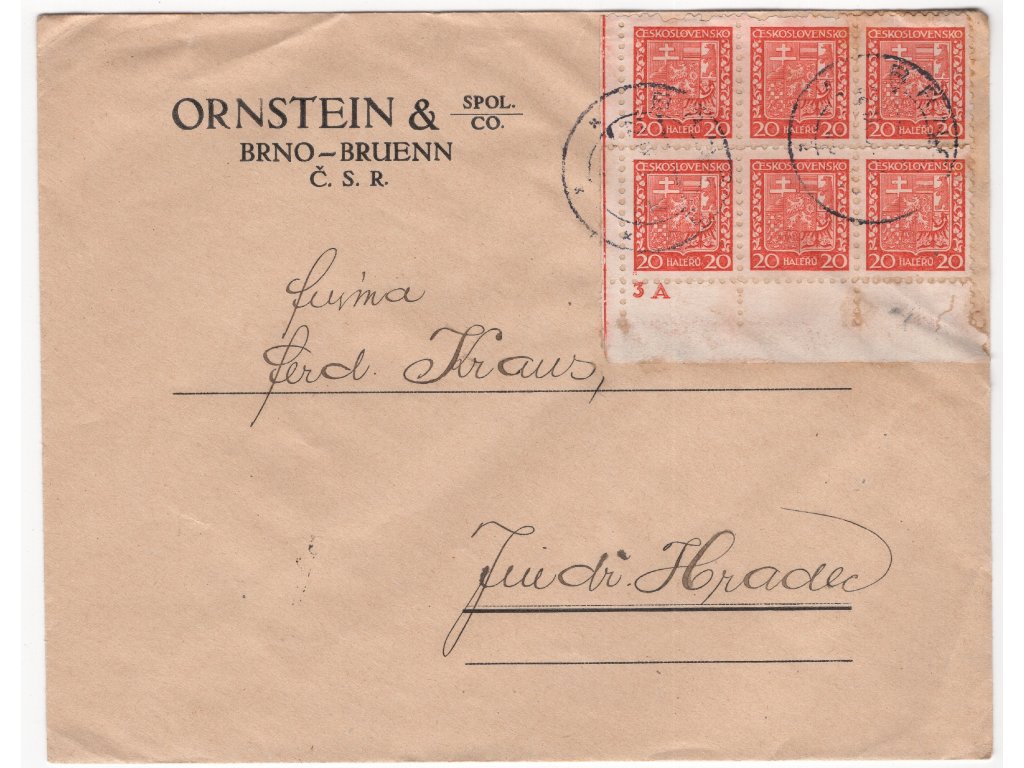 ORNSTEIN & SPOL. CO.
BRNO–BRUENN
Č. S. R.
ČESKOSLOVENSKO ČESKOSLOVENSKO ČESKOSLOVENSKO
20 HALÉŘŮ 20 20 HALÉŘŮ 20 20 HALÉŘŮ 20
ČESKOSLOVENSKO ČESKOSLOVENSKO ČESKOSLOVENSKO
20 HALÉŘŮ 20 20 HALÉŘŮ 20 20 HALÉŘŮ 20
3 A
firma
Ferd. Kraus,
Jindř. Hradec